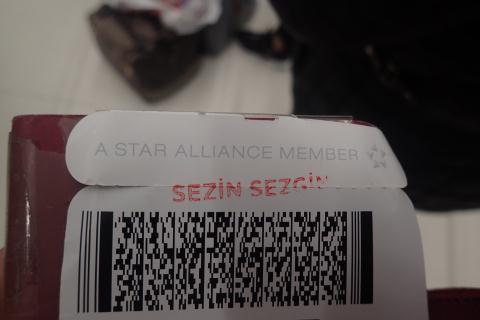 A STAR ALLIANCE MEMBER
SEZİN SEZGİN